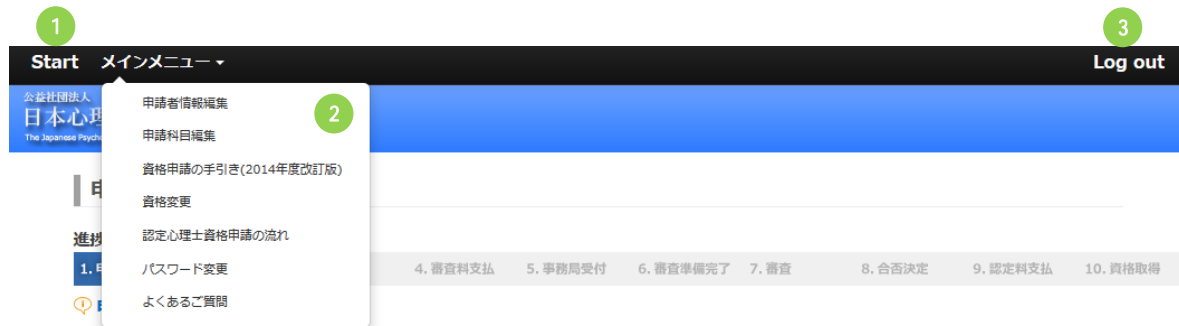 1
3
Start メインメニュー
Log out
公益社団法人
日本心理
The Japanese
申請者情報編集
2
申請科目編集
資格申請の手引き(2014年度改訂版)
資格変更
認定心理士資格申請の流れ
パスワード変更
よくあるご質問
進捗
1. 4. 審査料支払 5. 事務局受付 6. 審査準備完了 7. 審査 8. 合否決定 9. 認定料支払 10. 資格取得